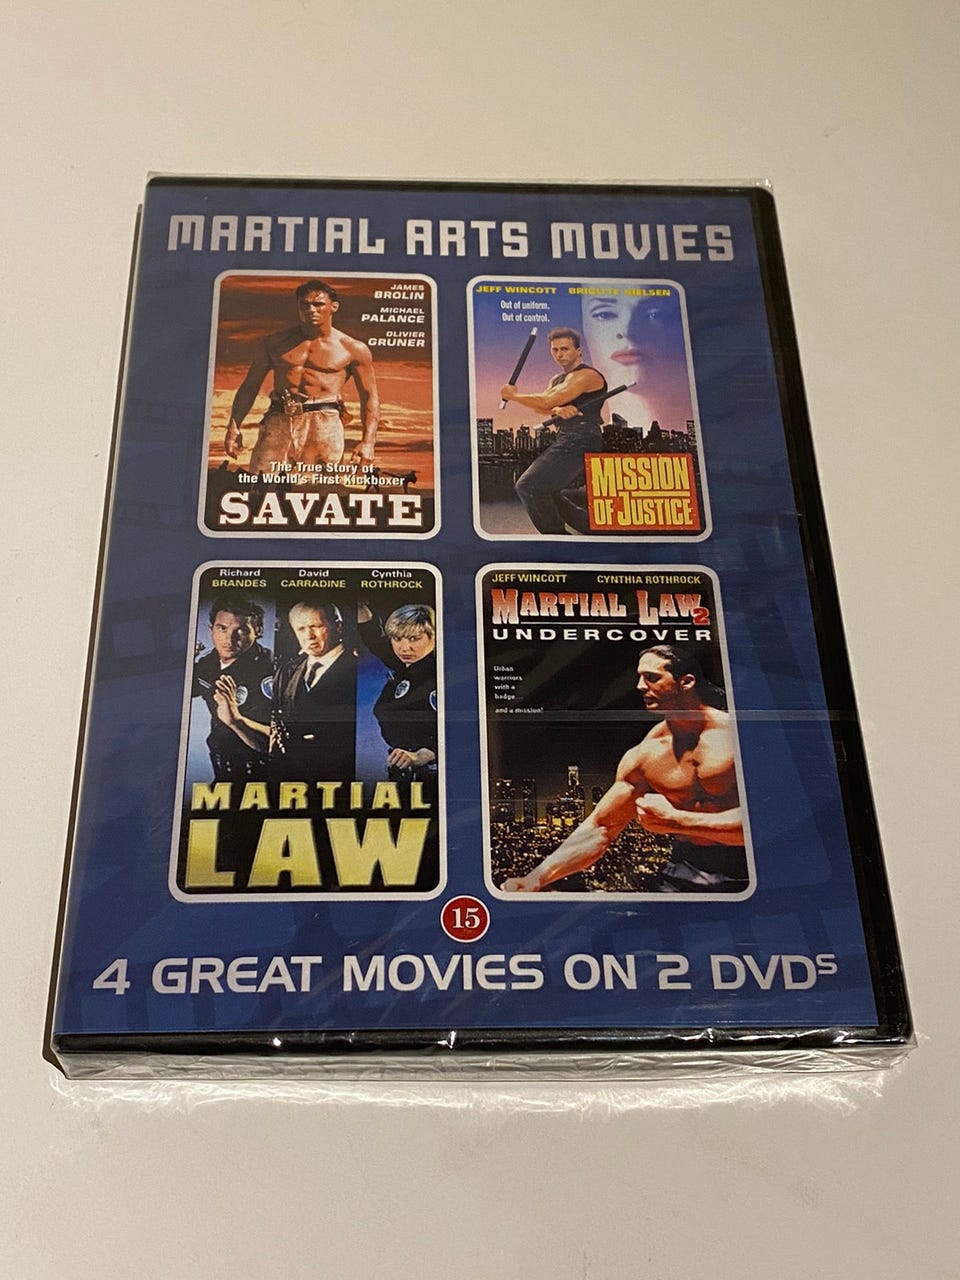 MARTIAL ARTS MOVIES
JAMES
BROLIN
MICHAEL
PALANCE
OLIVIER
GRUNER
The True Story of
the World's First Kickboxer
SAVATE
JEFF WINCOTT BRIGITTE NIELSEN
Out of uniform.
Out of control.
MISSION
OF JUSTICE
Richard David Cynthia
BRANDES CARRADINE ROTHROCK
MARTIAL
LAW
JEFF WINCOTT CYNTHIA ROTHROCK
MARTIAL LAW 2
UNDERCOVER
Urban
warriors
with a
badge...
and a mission!
15
4 GREAT MOVIES ON 2 DVDs